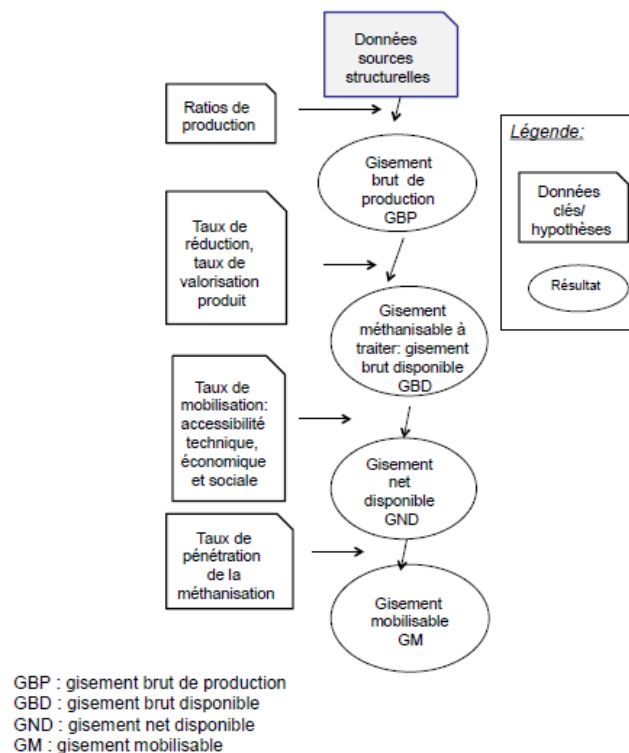 Données
sources
structurelles
Ratios de
production
Légende:
Gisement
brut de
production
GBP
Données
clés/
hypothèses
Taux de
réduction,
taux de
valorisation
produit
Résultat
Gisement
méthanisable à
traiter: gisement
brut disponible
GBD
Taux de
mobilisation:
accessibilité
technique,
économique
et sociale
Gisement
net
disponible
GND
Taux de
pénétration
de la
méthanisation
Gisement
mobilisable
GM
GBP : gisement brut de production
GBD : gisement brut disponible
GND : gisement net disponible
GM : gisement mobilisable